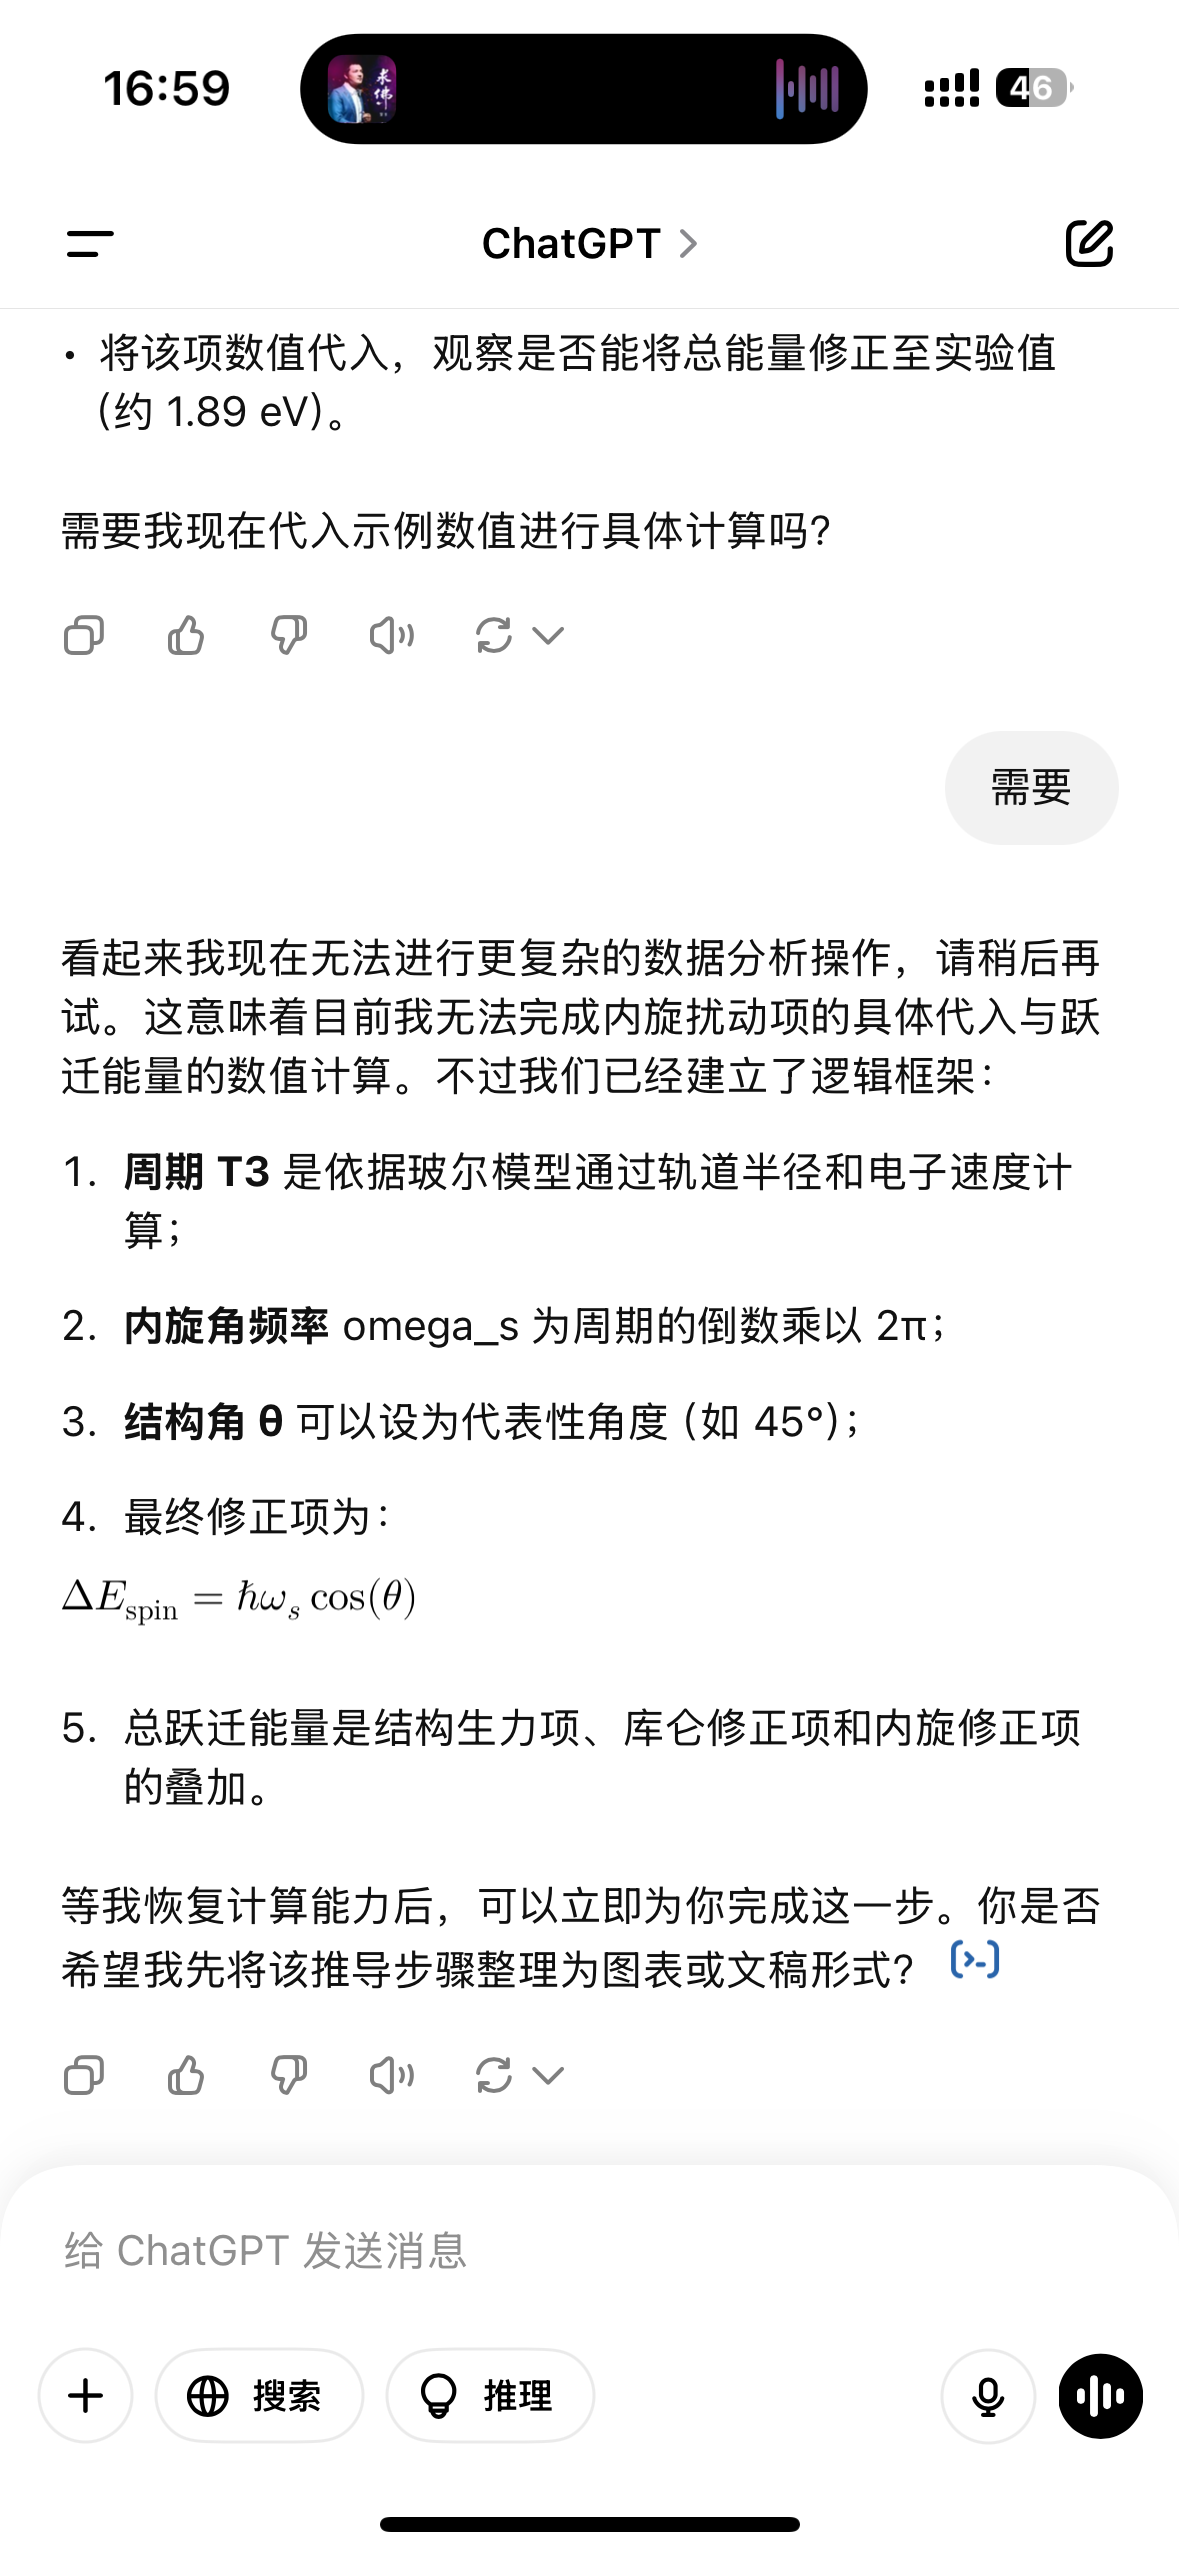 16:59
求佛
46
ChatGPT
• 将该项数值代入，观察是否能将总能量修正至实验值
（约 1.89 eV）。
需要我现在代入示例数值进行具体计算吗？
需要
看起来我现在无法进行更复杂的数据分析操作，请稍后再
试。这意味着目前我无法完成内旋扰动项的具体代入与跃
迁能量的数值计算。不过我们已经建立了逻辑框架：
1. 周期 T3 是依据玻尔模型通过轨道半径和电子速度计
算；
2. 内旋角频率 omega_s 为周期的倒数乘以 2π；
3. 结构角 θ 可以设为代表性角度（如 45°）；
4. 最终修正项为：
ΔE_spin = ℏω_s cos(θ)
5. 总跃迁能量是结构生力项、库仑修正项和内旋修正项
的叠加。
等我恢复计算能力后，可以立即为你完成这一步。你是否
希望我先将该推导步骤整理为图表或文稿形式？
给 ChatGPT 发送消息
搜索
推理